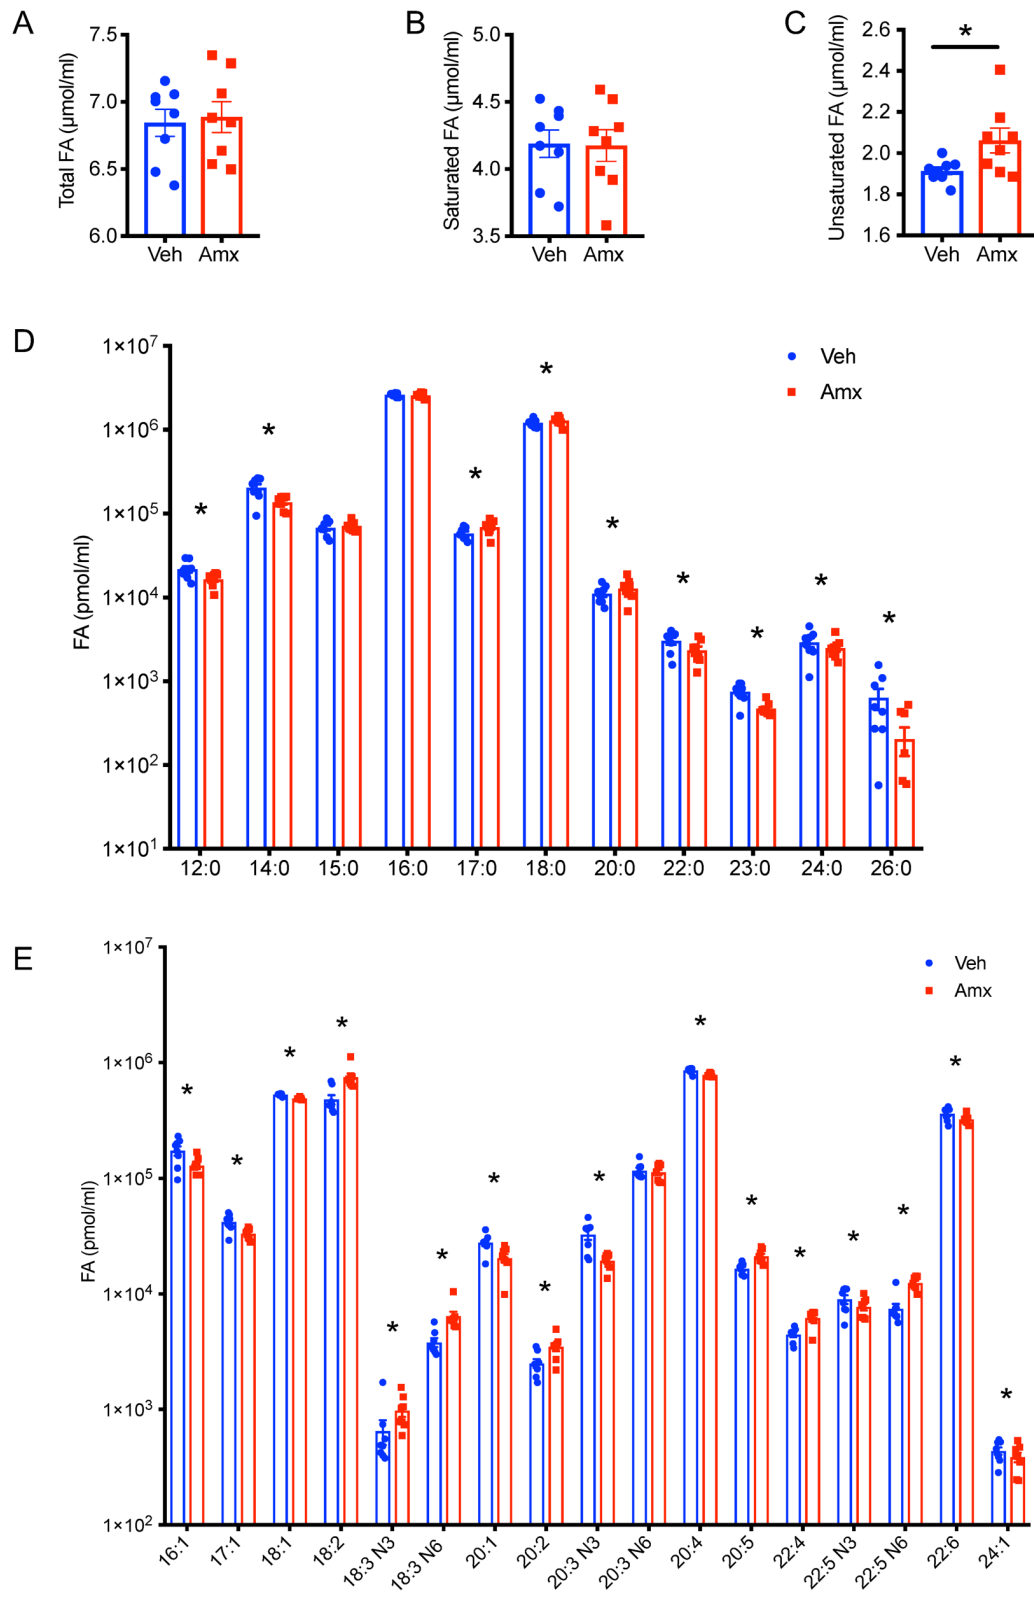 A
Total FA (μmol/ml)
7.5
7.0
6.5
6.0
Veh Amx
B
Saturated FA (μmol/ml)
5.0
4.5
4.0
3.5
Veh Amx
C
Unsaturated FA (μmol/ml)
2.6
2.4
2.2
2.0
1.8
1.6
*
Veh Amx
D
FA (pmol/ml)
1×10⁷
1×10⁶
1×10⁵
1×10⁴
1×10³
1×10²
1×10¹
Veh
Amx
* * * * * * * * *
12:0 14:0 15:0 16:0 17:0 18:0 20:0 22:0 23:0 24:0 26:0
E
FA (pmol/ml)
1×10⁷
1×10⁶
1×10⁵
1×10⁴
1×10³
1×10²
Veh
Amx
* * * * * * * * * * * * * * * *
16:1 17:1 18:1 18:2 18:3 N3 18:3 N6 20:1 20:2 20:3 N3 20:3 N6 20:4 20:5 22:4 22:5 N3 22:5 N6 22:6 24:1